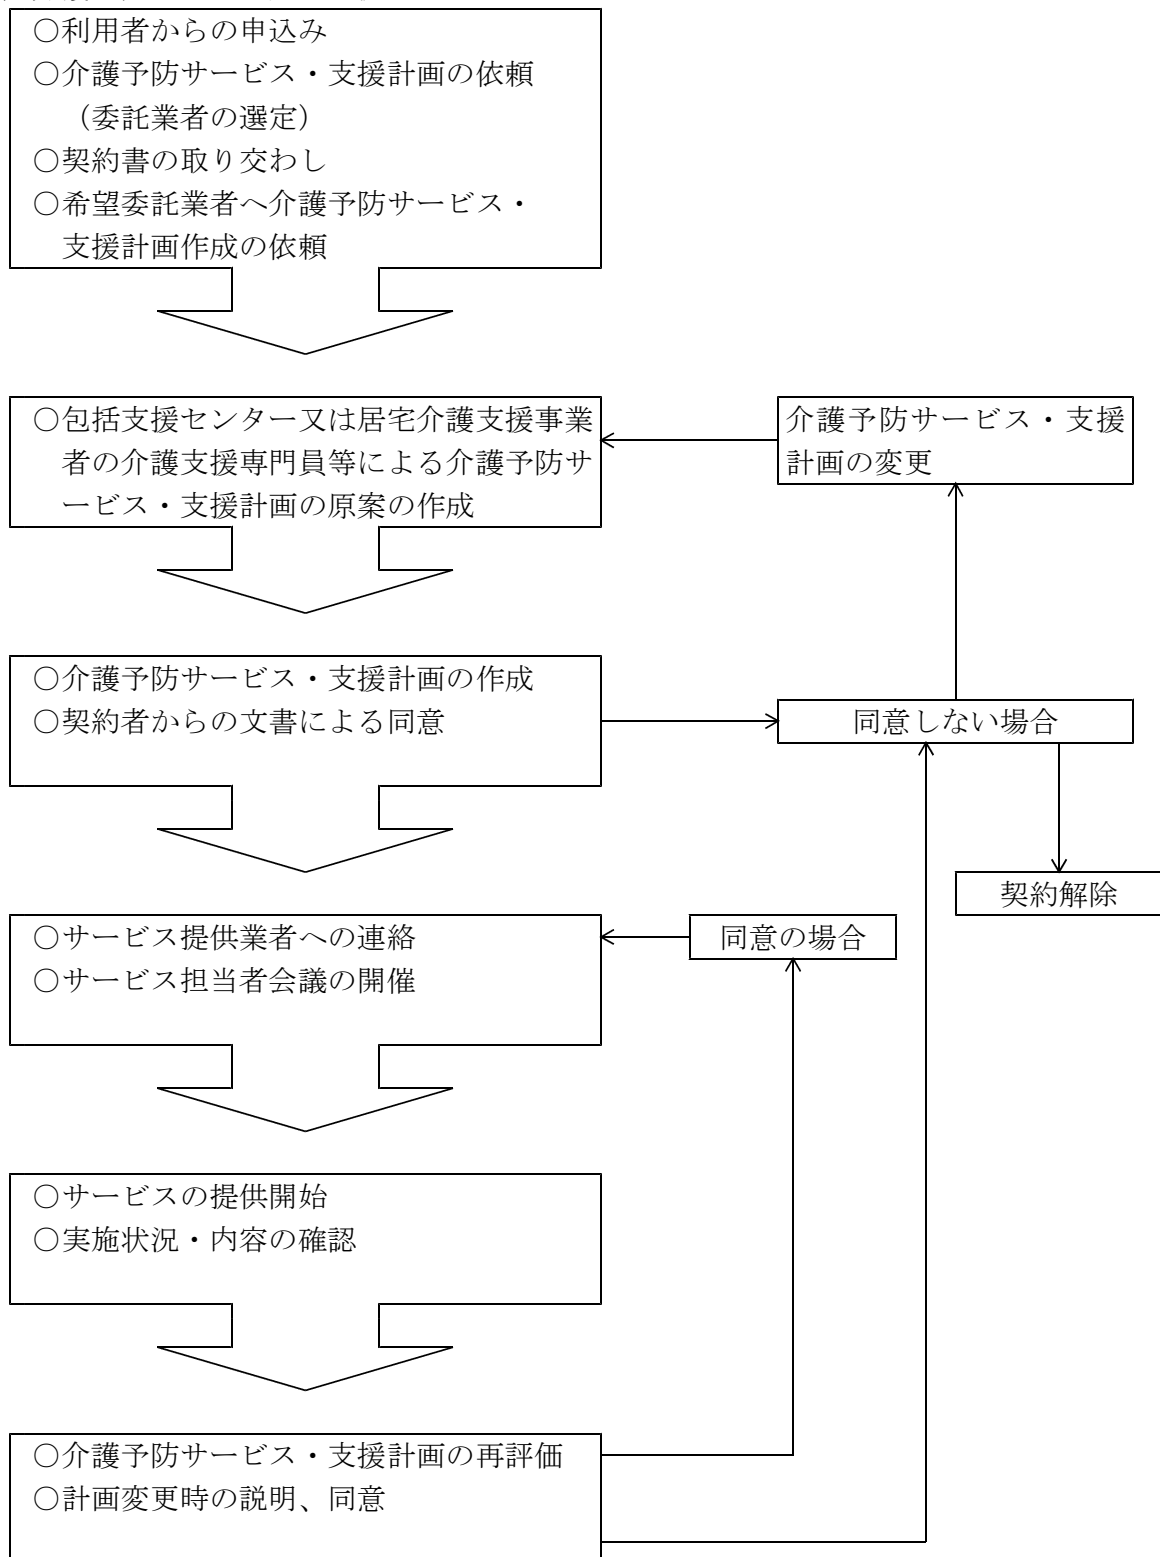 ○利用者からの申込み
○介護予防サービス・支援計画の依頼
（委託業者の選定）
○契約書の取り交わし
○希望委託業者へ介護予防サービス・
支援計画作成の依頼
○包括支援センター又は居宅介護支援事業
者の介護支援専門員等による介護予防サ
ービス・支援計画の原案の作成
介護予防サービス・支援
計画の変更
○介護予防サービス・支援計画の作成
○契約者からの文書による同意
同意しない場合
契約解除
○サービス提供業者への連絡
○サービス担当者会議の開催
同意の場合
○サービスの提供開始
○実施状況・内容の確認
○介護予防サービス・支援計画の再評価
○計画変更時の説明、同意